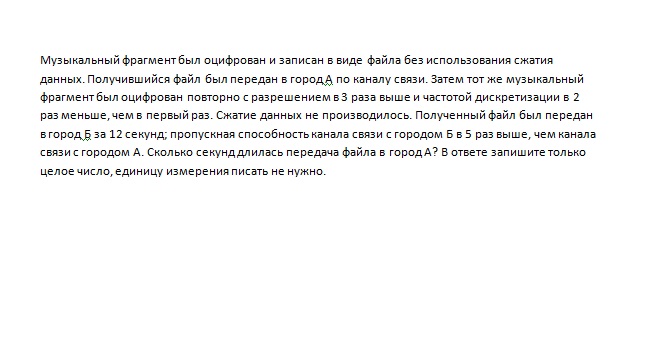 Музыкальный фрагмент был оцифрован и записан в виде файла без использования сжатия
данных. Получившийся файл был передан в город А по каналу связи. Затем тот же музыкальный
фрагмент был оцифрован повторно с разрешением в 3 раза выше и частотой дискретизации в 2
раз меньше, чем в первый раз. Сжатие данных не производилось. Полученный файл был передан
в город Б за 12 секунд; пропускная способность канала связи с городом Б в 5 раз выше, чем канала
связи с городом А. Сколько секунд длилась передача файла в город А? В ответе запишите только
целое число, единицу измерения писать не нужно.